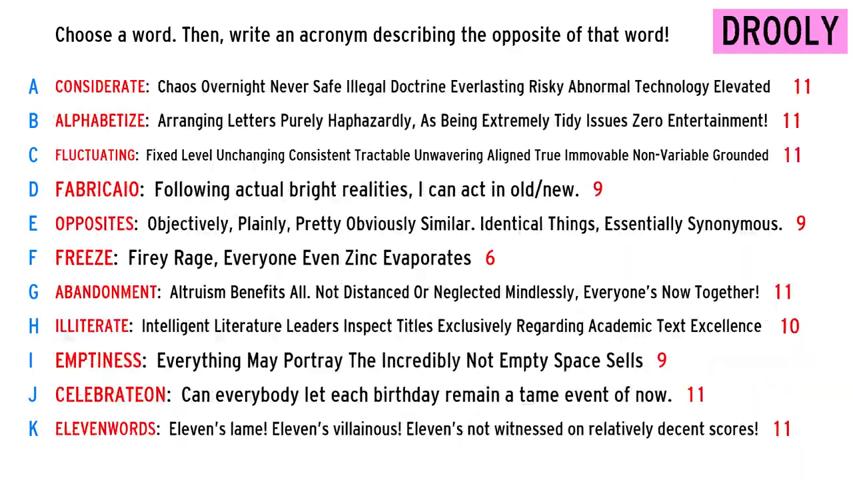 Choose a word. Then, write an acronym describing the opposite of that word!
DROOLY
A CONSIDERATE: Chaos Overnight Never Safe Illegal Doctrine Everlasting Risky Abnormal Technology Elevated 11
B ALPHABETIZE: Arranging Letters Purely Haphazardly, As Being Extremely Tidy Issues Zero Entertainment! 11
C FLUCTUATING: Fixed Level Unchanging Consistent Tractable Unwavering Aligned True Immovable Non-Variable Grounded 11
D FABRICAIO: Following actual bright realities, I can act in old/new. 9
E OPPOSITES: Objectively, Plainly, Pretty Obviously Similar. Identical Things, Essentially Synonymous. 9
F FREEZE: Firey Rage, Everyone Even Zinc Evaporates 6
G ABANDONMENT: Altruism Benefits All. Not Distanced Or Neglected Mindlessly, Everyone's Now Together! 11
H ILLITERATE: Intelligent Literature Leaders Inspect Titles Exclusively Regarding Academic Text Excellence 10
I EMPTINESS: Everything May Portray The Incredibly Not Empty Space Sells 9
J CELEBRATEON: Can everybody let each birthday remain a tame event of now. 11
K ELEVENWORDS: Eleven's lame! Eleven's villainous! Eleven's not witnessed on relatively decent scores! 11